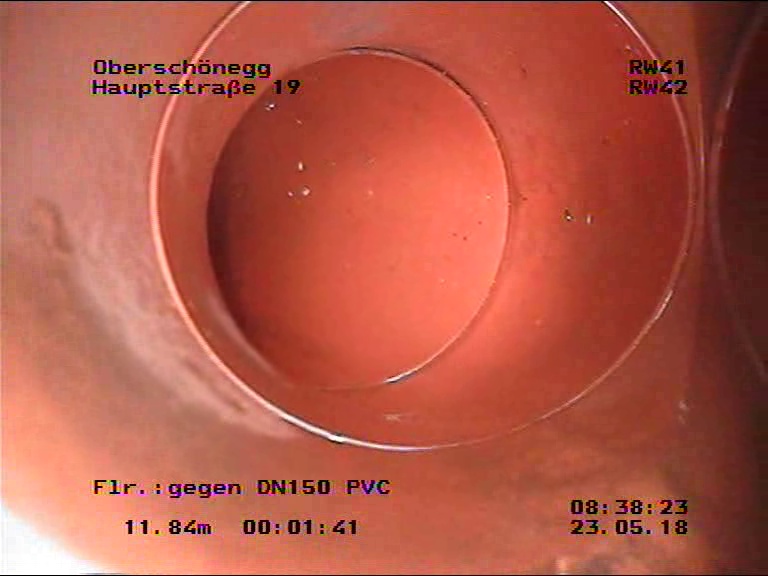 Oberschönegg
Hauptstraße 19
RW41
RW42
Flr.:gegen DN150 PVC
11.84m 00:01:41
08:38:23
23.05.18